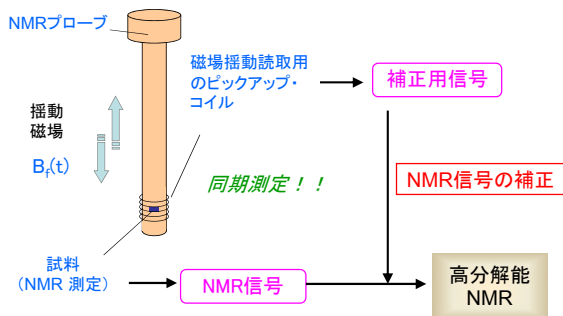 NMRプローブ
磁場揺動読取用
のピックアップ・
コイル
補正用信号
揺動
磁場
Bf(t)
同期測定！！
NMR信号の補正
試料
（NMR 測定）
NMR信号
高分解能
NMR